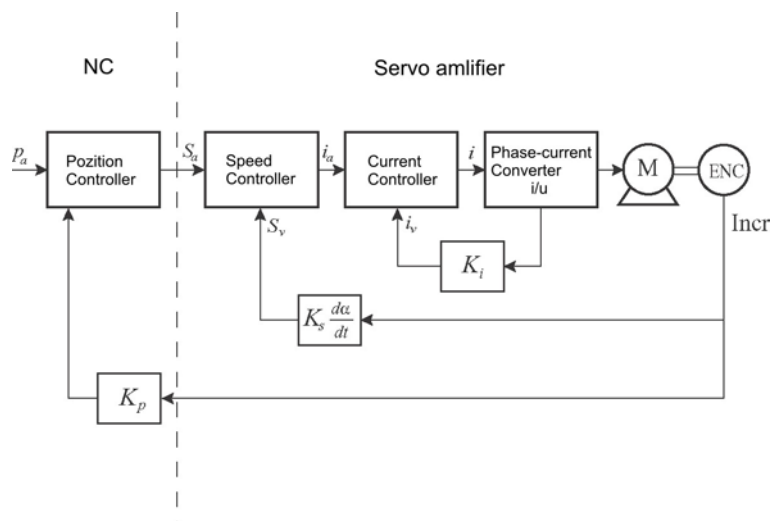 NC
Servo amlifier
p_a
Pozition
Controller
S_a
Speed
Controller
i_a
Current
Controller
i
Phase-current
Converter
i/u
M
ENC
S_v
i_v
Incr
K_i
K_s dα/dt
K_p